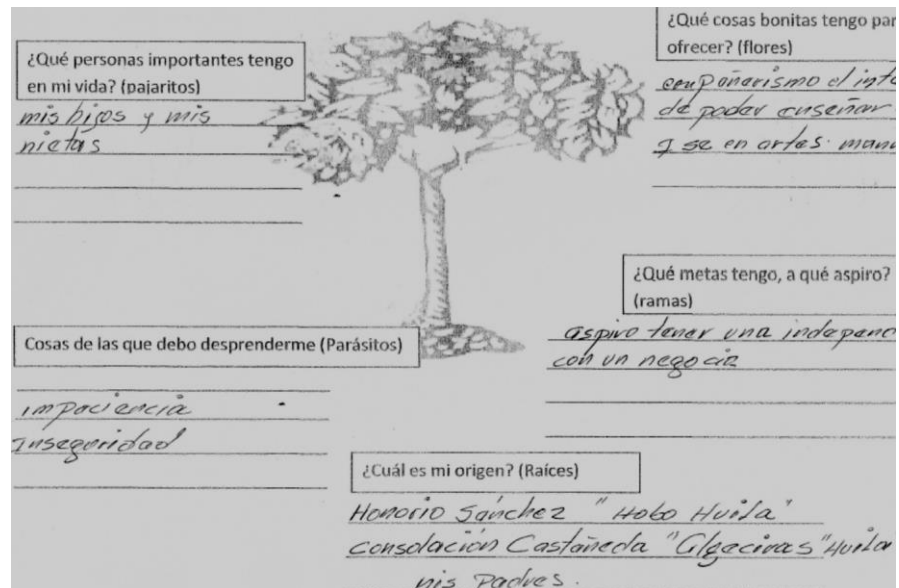 ¿Qué personas importantes tengo
en mi vida? (pajaritos)
mis hijos y mis
nietas
¿Qué cosas bonitas tengo par
ofrecer? (flores)
compañerismo el inte
de poder enseñar
I se en artes. manu
¿Qué metas tengo, a qué aspiro?
(ramas)
aspiro tener una independ
con un negocio
Cosas de las que debo desprenderme (Parásitos)
impaciencia
Inseguridad
¿Cuál es mi origen? (Raíces)
Honorio Sánchez "Hobo Huila"
Consolación Castañeda "Algeciras" Huila
mis Padres.